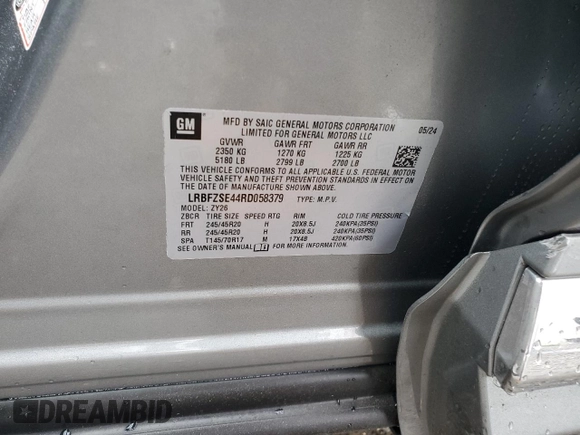 GM
MFD BY SAIC GENERAL MOTORS CORPORATION 05/24
LIMITED FOR GENERAL MOTORS LLC
GVWR GAWR FRT GAWR RR
2350 KG 1270 KG 1225 KG
5180 LB 2799 LB 2700 LB
THIS VEHICLE CONFORMS TO ALL APPLICABLE U.S. FEDERAL MOTOR
VEHICLE SAFETY AND THEFT PREVENTION STANDARDS IN EFFECT ON
THE DATE OF MANUFACTURE SHOWN ABOVE.
LRBFZSE44RD058379 TYPE: M.P.V.
MODEL: ZY26
ZBCR TIRE SIZE SPEED RTG RIM COLD TIRE PRESSURE
FRT 245/45R20 H 20X8.5J 240KPA(35PSI)
RR 245/45R20 H 20X8.5J 240KPA(35PSI)
SPA T145/70R17 M 17X4B 420KPA(60PSI)
SEE OWNER'S MANUAL FOR MORE INFORMATION.
DREAMBID